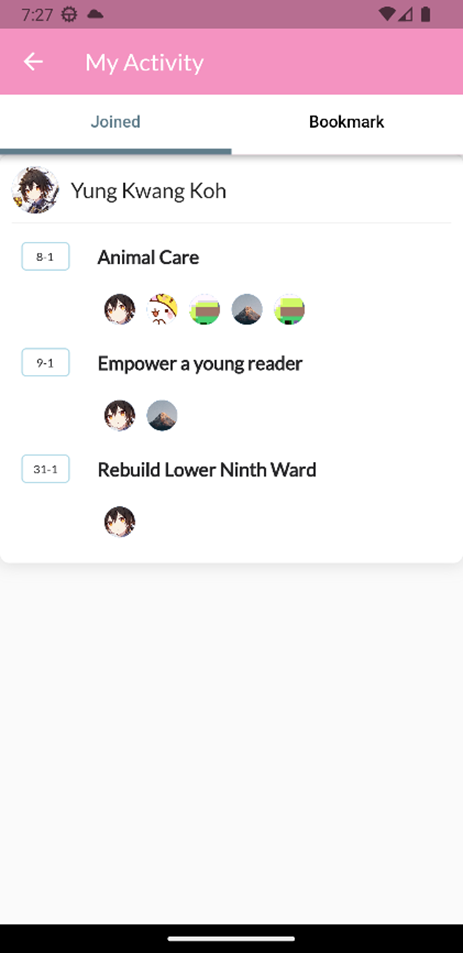 7:27
My Activity
Joined
Bookmark
Yung Kwang Koh
8-1
Animal Care
9-1
Empower a young reader
31-1
Rebuild Lower Ninth Ward